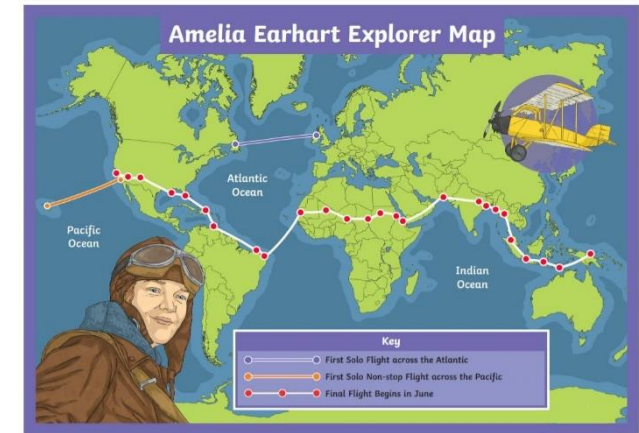 Amelia Earhart Explorer Map
Atlantic
Ocean
Pacific
Ocean
Indian
Ocean
Key
First Solo Flight across the Atlantic
First Solo Non-stop Flight across the Pacific
Final Flight Begins in June